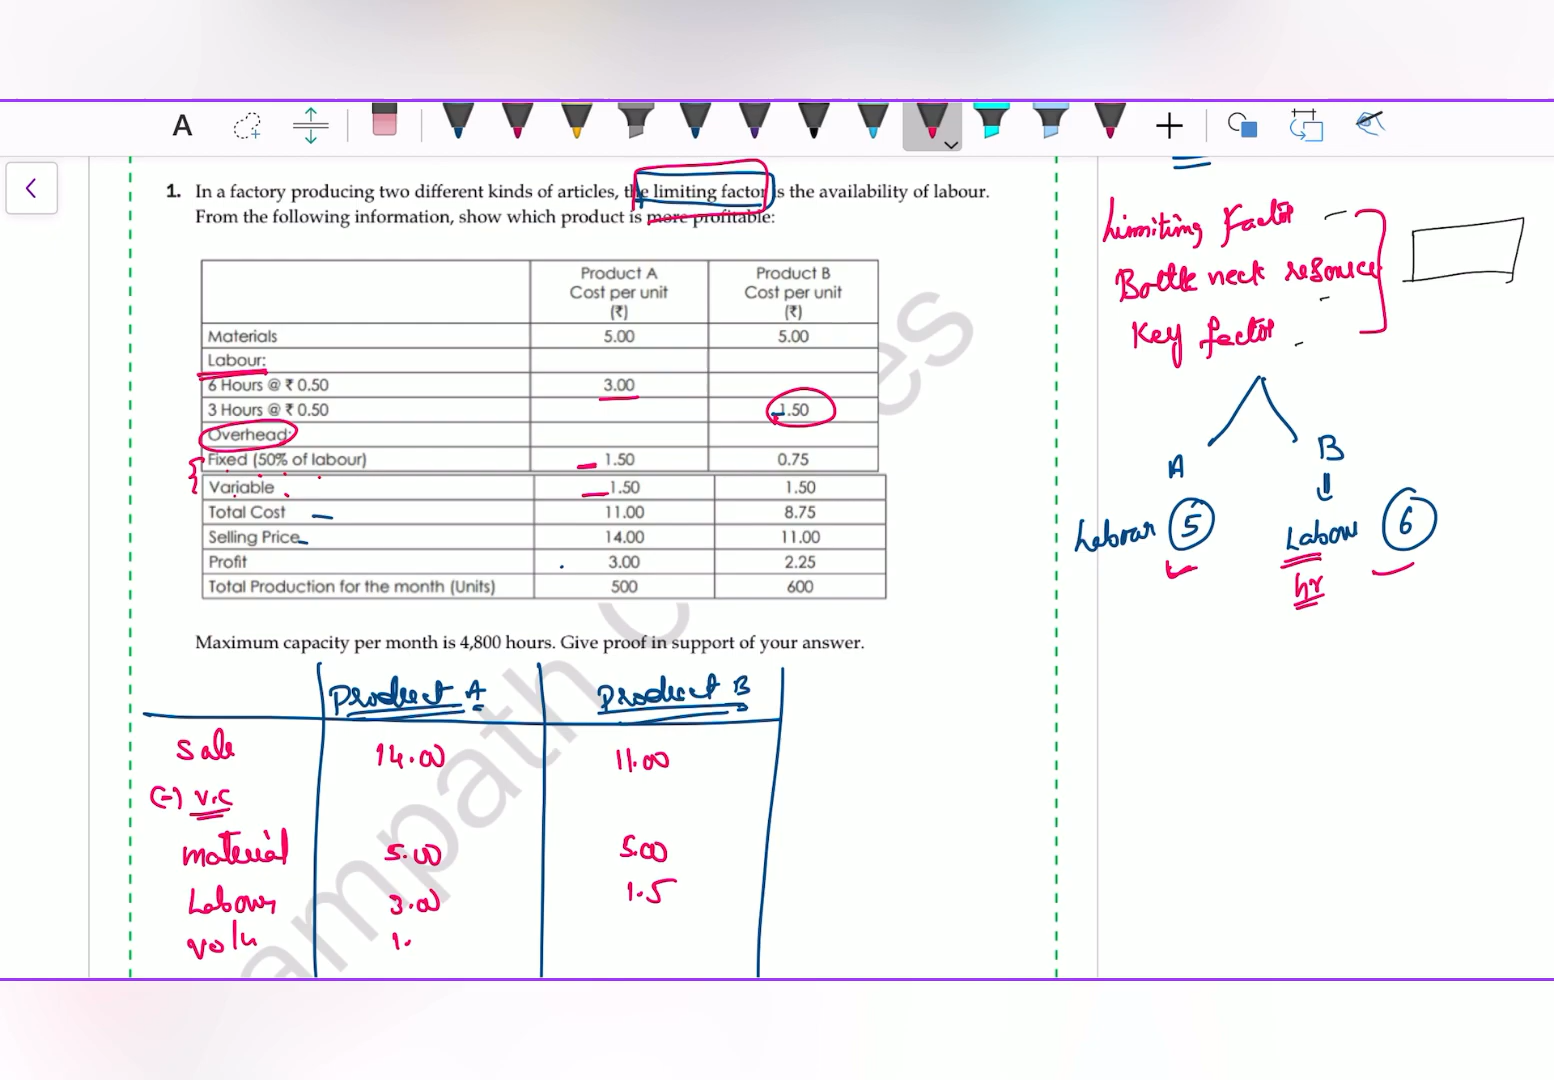 A
1. In a factory producing two different kinds of articles, the limiting factor is the availability of labour.
From the following information, show which product is more profitable:
Product A Product B
Cost per unit Cost per unit
(₹) (₹)
Materials 5.00 5.00
Labour:
6 Hours @ ₹ 0.50 3.00
3 Hours @ ₹ 0.50 1.50
Overhead:
Fixed (50% of labour) 1.50 0.75
Variable 1.50 1.50
Total Cost 11.00 8.75
Selling Price 14.00 11.00
Profit 3.00 2.25
Total Production for the month (Units) 500 600
Maximum capacity per month is 4,800 hours. Give proof in support of your answer.
Product A Product B
Sale 14.00 11.00
(-) V.C
material 5.00 5.00
Labour 3.00 1.5
vo/h 1.
Limiting Factor
Bottle neck resource
Key factor
A B
Labour 5 Labour 6
hr